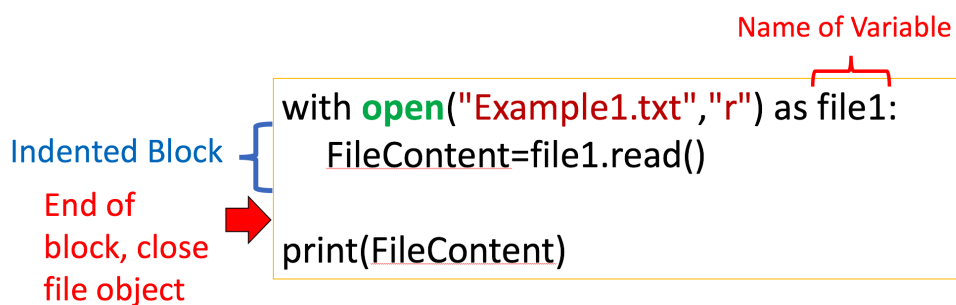 Name of Variable
with open("Example1.txt","r") as file1:
Indented Block
FileContent=file1.read()
End of
block, close
file object
print(FileContent)